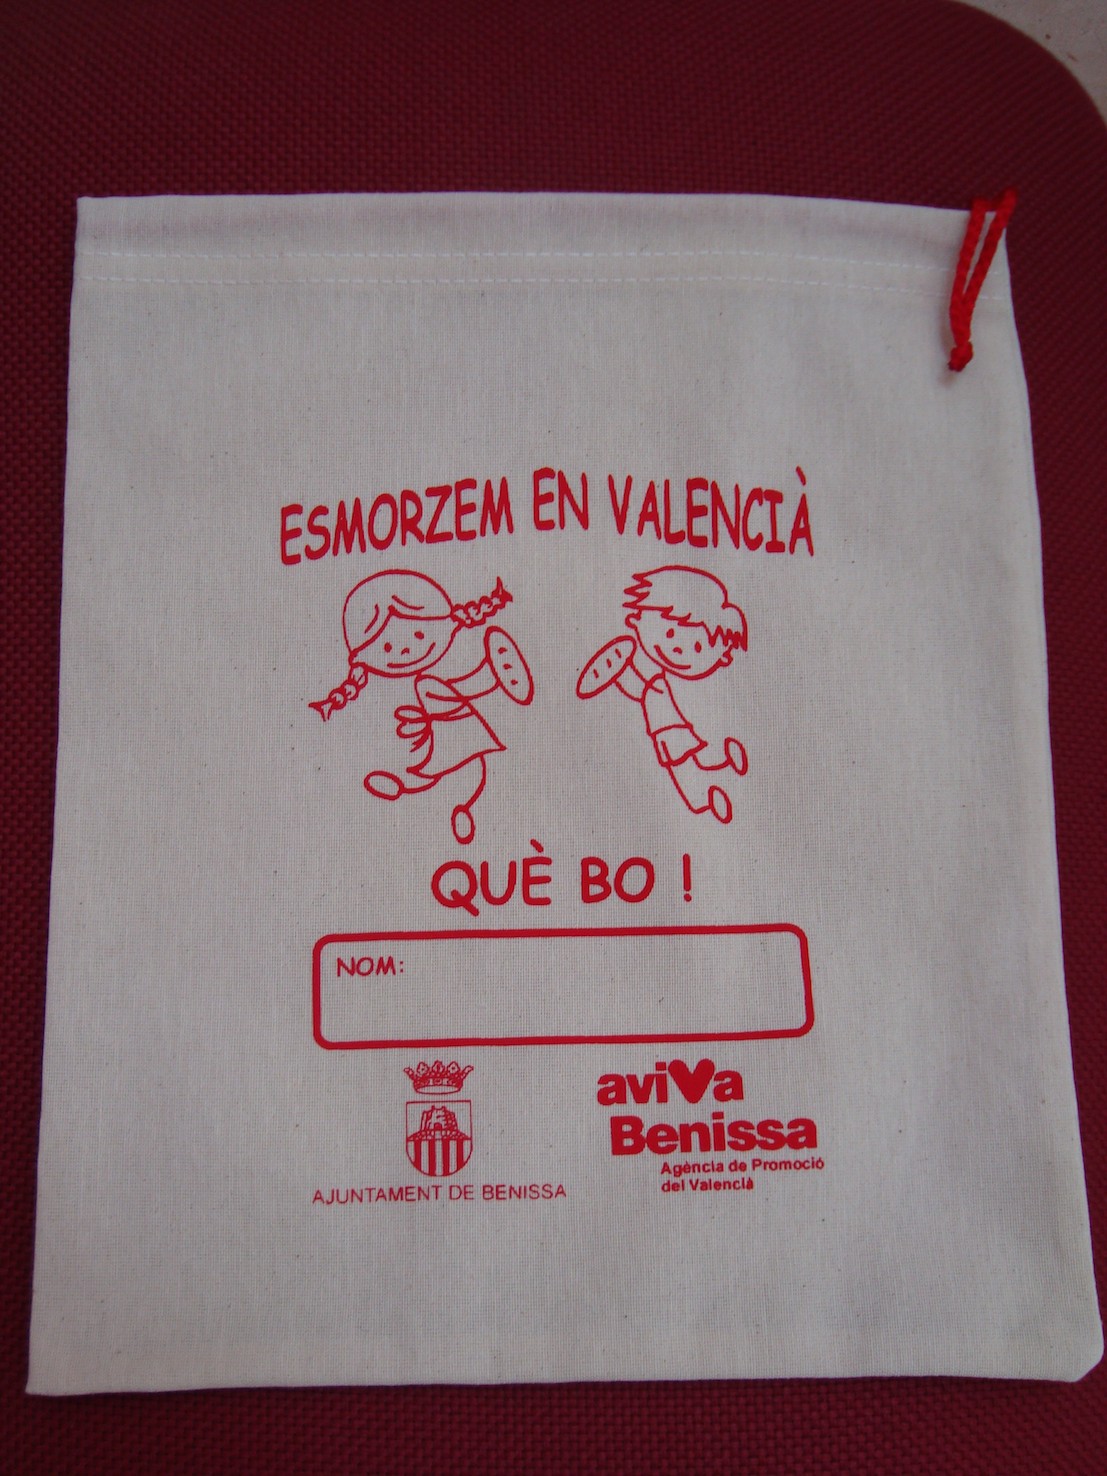 ESMORZEM EN VALENCIÀ
QUÈ BO !
NOM:
AJUNTAMENT DE BENISSA
aviva
Benissa
Agència de Promoció
del Valencià